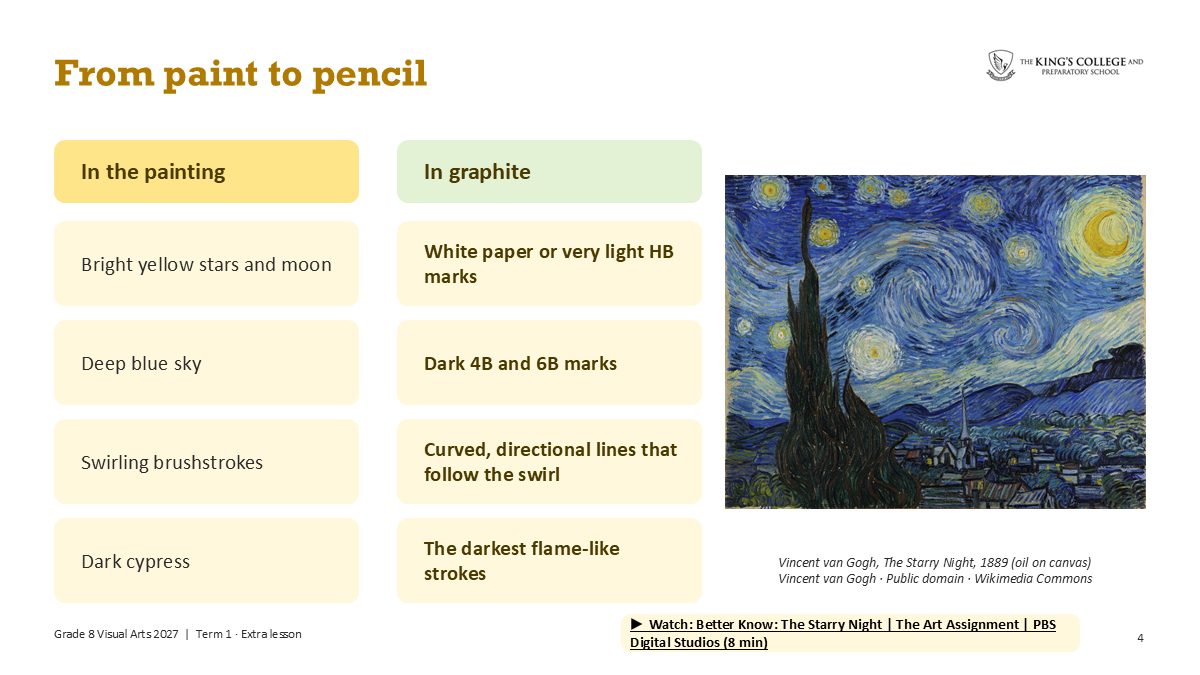 From paint to pencil
THE KING'S COLLEGE AND
PREPARATORY SCHOOL
In the painting
In graphite
Bright yellow stars and moon
White paper or very light HB
marks
Deep blue sky
Dark 4B and 6B marks
Swirling brushstrokes
Curved, directional lines that
follow the swirl
Dark cypress
The darkest flame-like
strokes
Vincent van Gogh, The Starry Night, 1889 (oil on canvas)
Vincent van Gogh · Public domain · Wikimedia Commons
Grade 8 Visual Arts 2027 | Term 1 · Extra lesson
▶ Watch: Better Know: The Starry Night | The Art Assignment | PBS
Digital Studios (8 min)
4